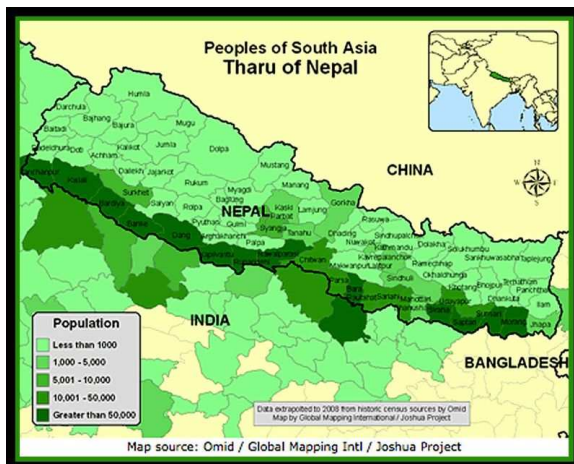 Peoples of South Asia
Tharu of Nepal
Humla
Darchula
Bajhang
Mugu
Baitadi
Bajura
Jumla
Dolpa
Dadeldhura
Doti
Kalikot
Achham
Mustang
CHINA
N
Kanchanpur
Kailali
Dailekh
Jajarkot
Manang
Surkhet
Rukum
Myagdi
Gorkha
Bardiya
Salyan
Rolpa
Baglung
Kaski
Lamjung
Rasuwa
NEPAL
Parbat
Banke
Dang
Pyuthan
Gulmi
Syangja
Tanahu
Dhading
Sindhupalchok
Dolakha
Nuwakot
Kathmandu
Solukhumbu
Sankhuwasabha
Taplejung
Arghakhanchi
Palpa
Kavrepalanchok
Ramechhap
Kapilvastu
Rupandehi
Nawalparasi
Chitwan
Makwanpur
Lalitpur
Okhaldhunga
Terhathum
Parsa
Sindhuli
Khotang
Bhojpur
Panchthar
Bara
Rautahat
Sarlahi
Mahottari
Udayapur
Dhankuta
Ilam
Dhanusha
Siraha
Saptari
Sunsari
Morang
Jhapa
Population
Less than 1000
1,000 - 5,000
5,001 - 10,000
10,001 - 50,000
Greater than 50,000
INDIA
BANGLADESH
Data extrapolted to 2008 from historic census sources by Omid
Map by Global Mapping International / Joshua Project
Map source: Omid / Global Mapping Intl / Joshua Project